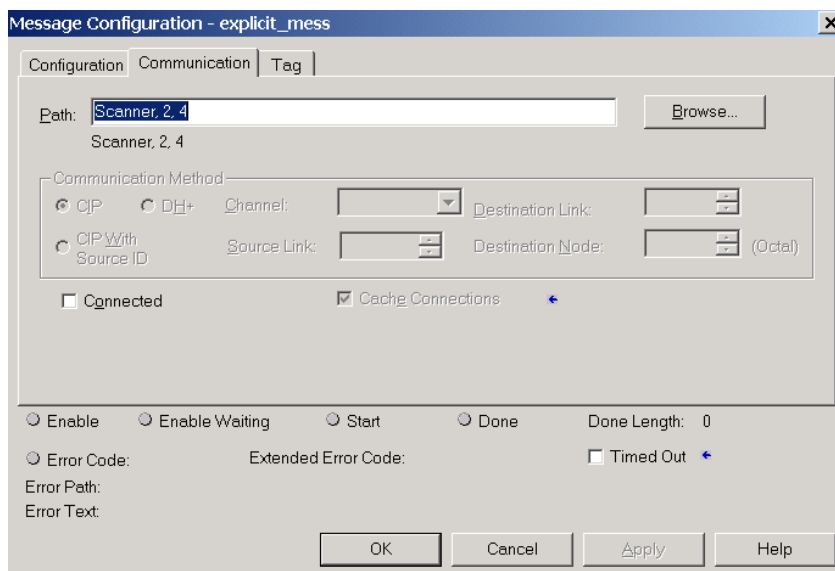 Message Configuration - explicit_mess
Configuration Communication Tag
Path: Scanner, 2, 4 Browse...
Scanner, 2, 4
Communication Method
CIP DH+ Channel: Destination Link:
CIP With Source ID Source Link: Destination Node: (Octal)
Connected Cache Connections
Enable Enable Waiting Start Done Done Length: 0
Error Code: Extended Error Code: Timed Out
Error Path:
Error Text:
OK Cancel Apply Help